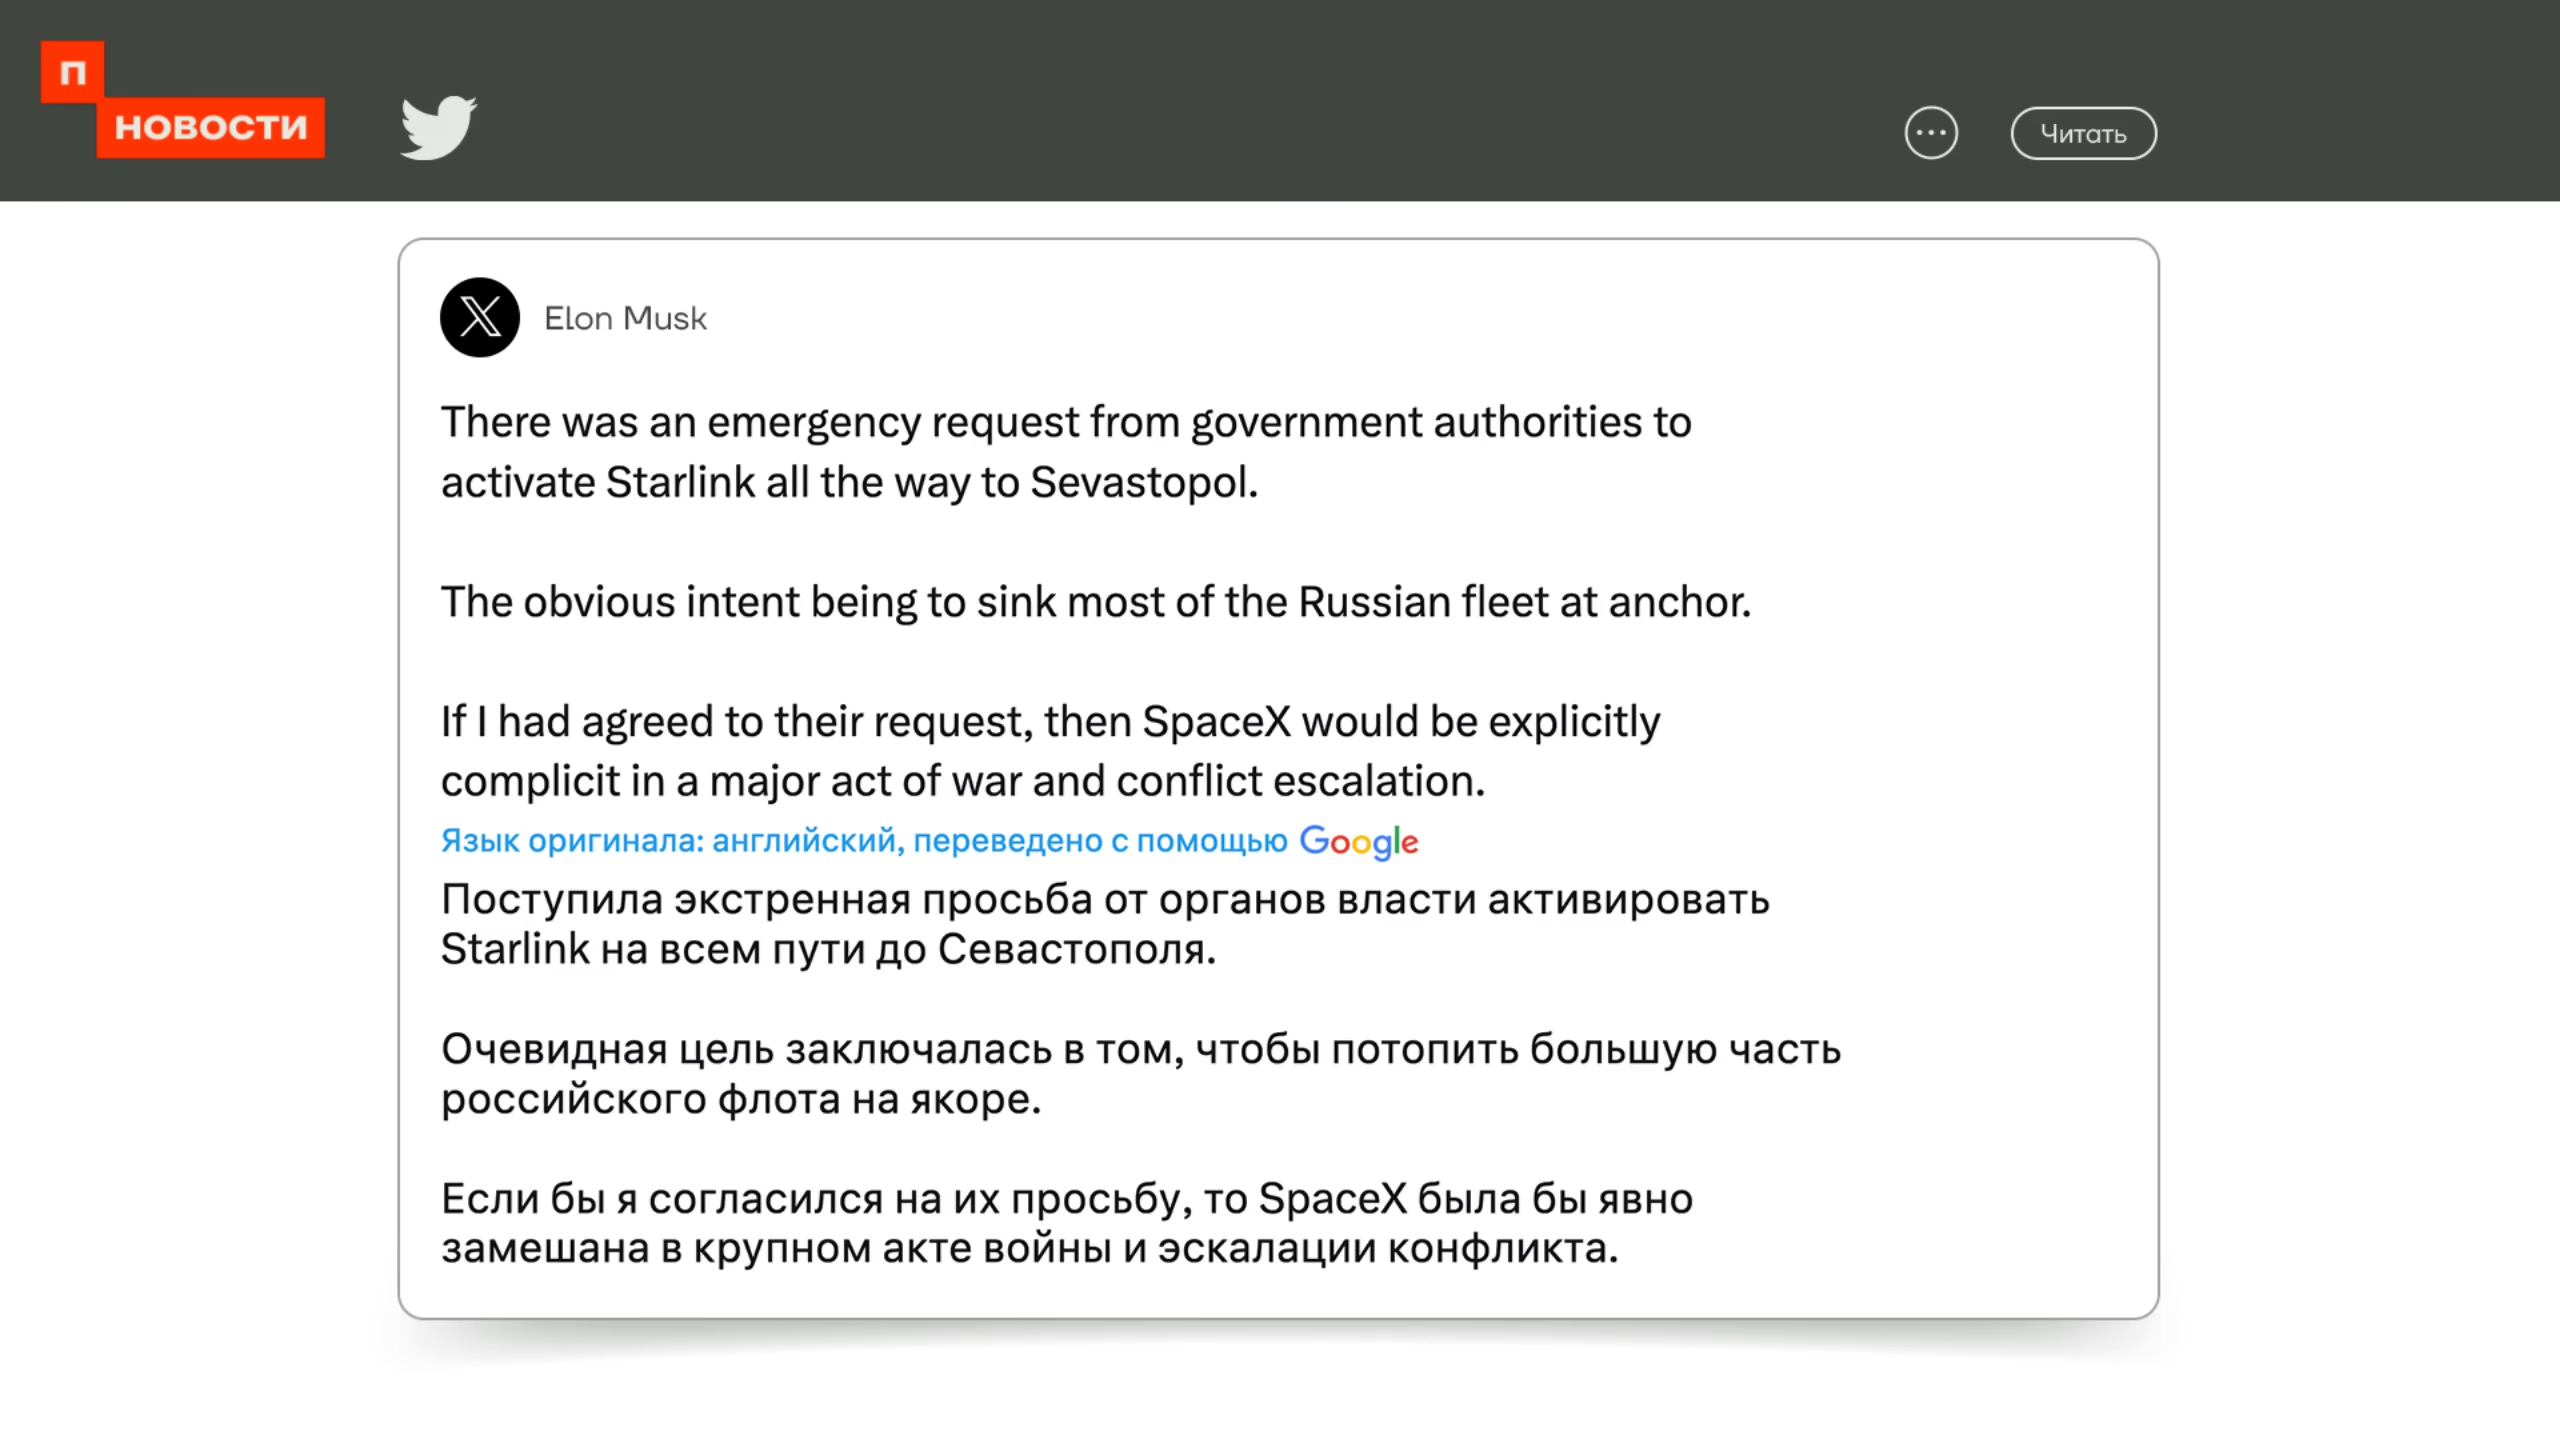 П
НОВОСТИ
Читать
Elon Musk
There was an emergency request from government authorities to
activate Starlink all the way to Sevastopol.
The obvious intent being to sink most of the Russian fleet at anchor.
If I had agreed to their request, then SpaceX would be explicitly
complicit in a major act of war and conflict escalation.
Язык оригинала: английский, переведено с помощью Google
Поступила экстренная просьба от органов власти активировать
Starlink на всем пути до Севастополя.
Очевидная цель заключалась в том, чтобы потопить большую часть
российского флота на якоре.
Если бы я согласился на их просьбу, то SpaceX была бы явно
замешана в крупном акте войны и эскалации конфликта.